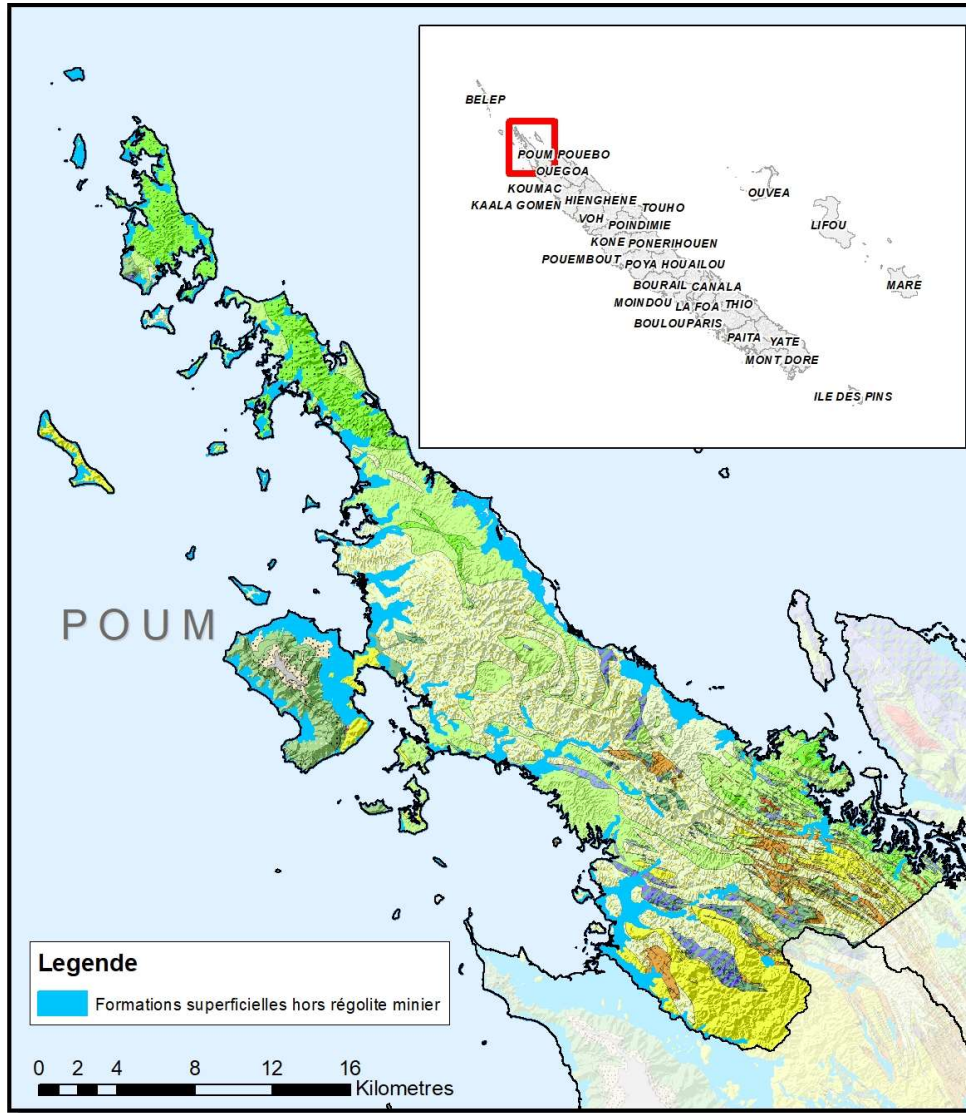 BELEP
POUM POUEBO
OUEGOA
KOUMAC
OUVEA
KAALA GOMEN HIENGHENE TOUHO
VOH POINDIMIE
LIFOU
KONE PONERIHOUEN
POUEMBOUT POYA HOUAILOU
BOURAIL CANALA
MARE
MOINDOU LA FOA THIO
BOULOUPARIS
PAITA YATE
MONT DORE
ILE DES PINS
POUM
Legende
Formations superficielles hors régolite minier
0 2 4 8 12 16
Kilometres